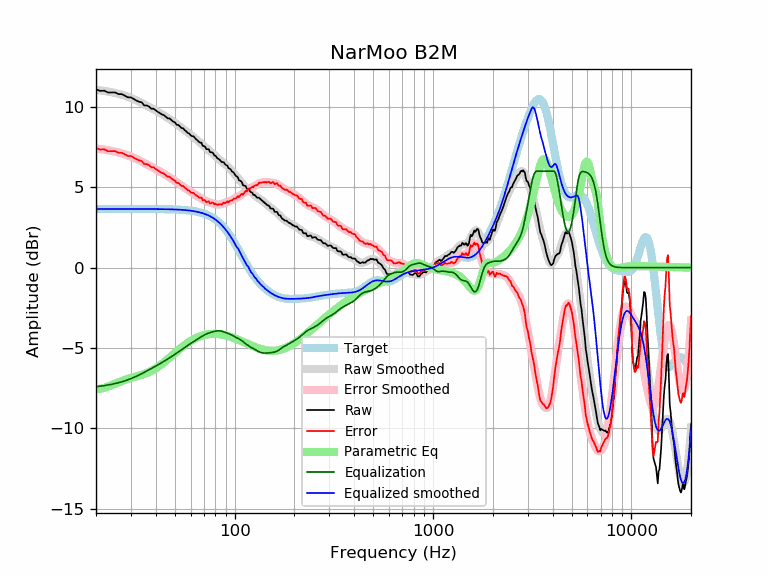 NarMoo B2M
Amplitude (dBr)
10
5
0
−5
−10
−15
Target
Raw Smoothed
Error Smoothed
Raw
Error
Parametric Eq
Equalization
Equalized smoothed
100
1000
10000
Frequency (Hz)